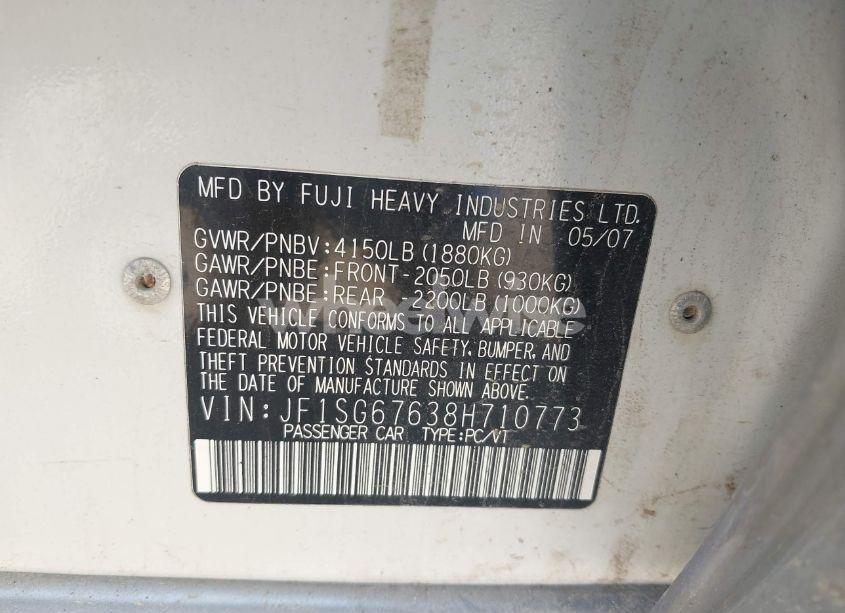 MFD BY FUJI HEAVY INDUSTRIES LTD.
MFD IN 05/07
GVWR/PNBV:4150LB(1880KG)
GAWR/PNBE:FRONT-2050LB(930KG)
GAWR/PNBE:REAR -2200LB(1000KG)
THIS VEHICLE CONFORMS TO ALL APPLICABLE
FEDERAL MOTOR VEHICLE SAFETY, BUMPER, AND
THEFT PREVENTION STANDARDS IN EFFECT ON
THE DATE OF MANUFACTURE SHOWN ABOVE.
VIN:JF1SG67638H710773
PASSENGER CAR TYPE:PC/VT